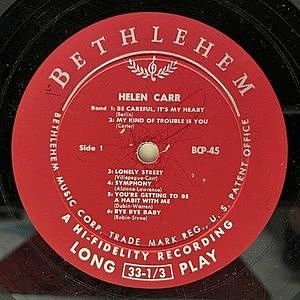 BETHLEHEM
HELEN CARR
Band 1: BE CAREFUL, IT'S MY HEART
(Berlin)
2: MY KIND OF TROUBLE IS YOU
(Carter)
Side 1
BCP-45
3: LONELY STREET
4: SYMPHONY
(Alstone-Lawrence)
5: YOU'RE GETTING TO BE
A HABIT WITH ME
(Dubin-Warren)
6: BYE BYE BABY
(Robin-Styne)
BETHLEHEM MUSIC CORP. TRADE MARK REG., U. S. PATENT OFFICE
A HI-FIDELITY RECORDING
LONG 33-1/3 PLAY